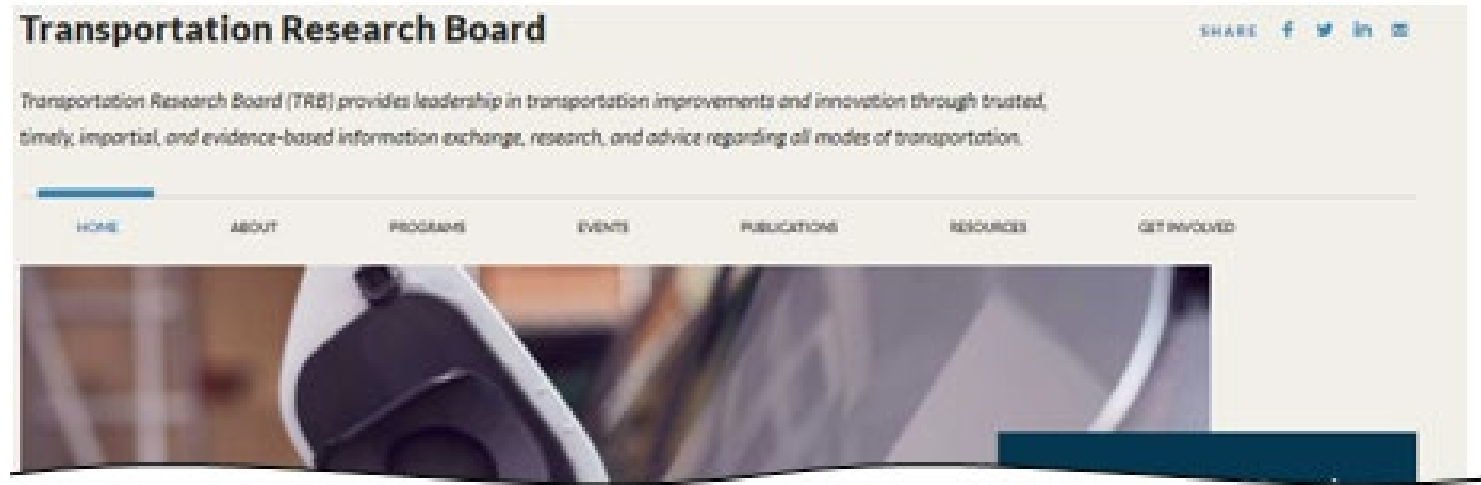 Transportation Research Board
SHARE
Transportation Research Board (TRB) provides leadership in transportation improvements and innovation through trusted,
timely, impartial, and evidence-based information exchange, research, and advice regarding all modes of transportation.
HOME ABOUT PROGRAMS EVENTS PUBLICATIONS RESOURCES GET INVOLVED